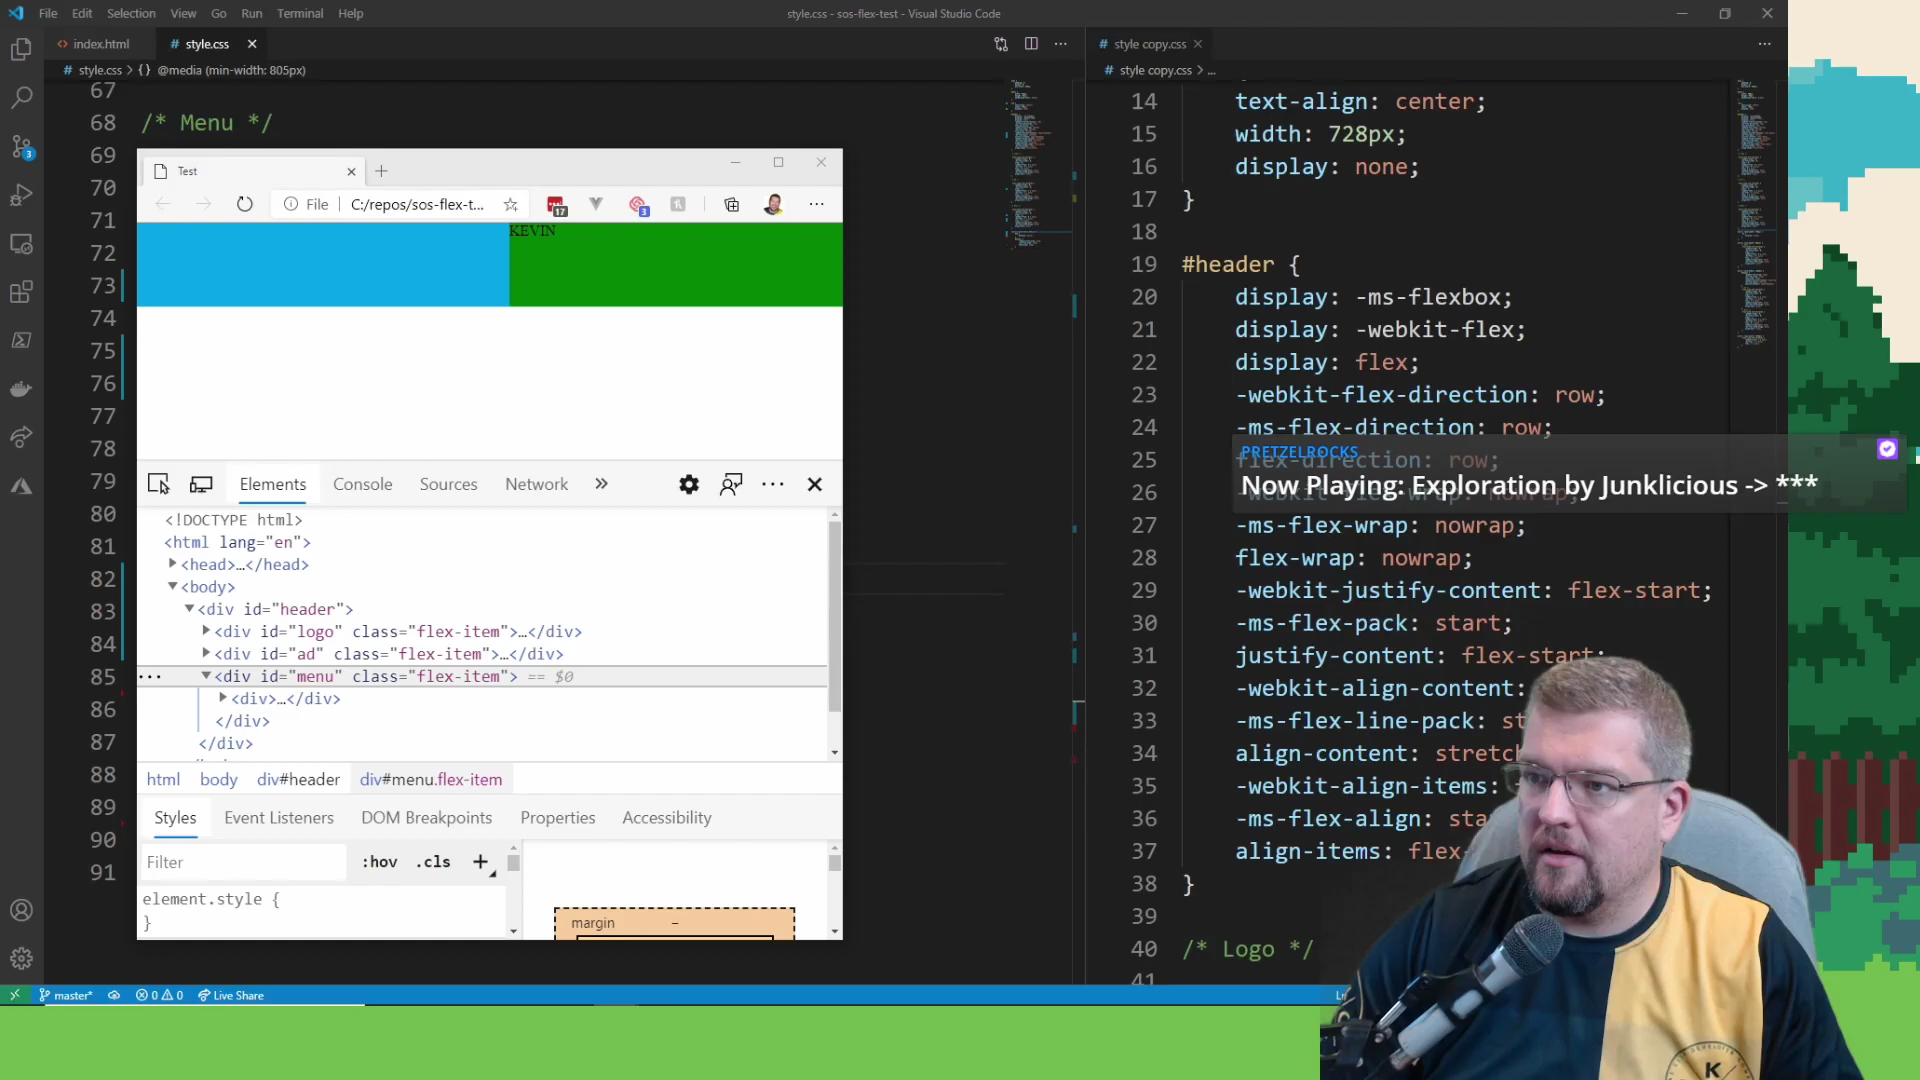 File Edit Selection View Go Run Terminal Help
style.css - sos-flex-test - Visual Studio Code
index.html
# style.css
# style.css > {} @media (min-width: 805px)
67
68 /* Menu */
69
70
71
72
73
74
75
76
77
78
79
80
81
82
83
84
85
86
87
88
89
90
91
3
Test
File C:/repos/sos-flex-t...
17
3
KEVIN
Elements Console Sources Network
<!DOCTYPE html>
<html lang="en">
<head>…</head>
<body>
<div id="header">
<div id="logo" class="flex-item">…</div>
<div id="ad" class="flex-item">…</div>
<div id="menu" class="flex-item"> == $0
<div>…</div>
</div>
</div>
html body div#header div#menu.flex-item
Styles Event Listeners DOM Breakpoints Properties Accessibility
Filter :hov .cls
element.style {
}
margin
-
# style copy.css
# style copy.css > ...
14 text-align: center;
15 width: 728px;
16 display: none;
17 }
18
19 #header {
20 display: -ms-flexbox;
21 display: -webkit-flex;
22 display: flex;
23 -webkit-flex-direction: row;
24 -ms-flex-direction: row;
25 flex-direction: row;
26
27 -ms-flex-wrap: nowrap;
28 flex-wrap: nowrap;
29 -webkit-justify-content: flex-start;
30 -ms-flex-pack: start;
31 justify-content: flex-start;
32 -webkit-align-content:
33 -ms-flex-line-pack: st
34 align-content: stretch
35 -webkit-align-items:
36 -ms-flex-align: sta
37 align-items: flex-
38 }
39
40 /* Logo */
41
PRETZELROCKS
Now Playing: Exploration by Junklicious -> ***
master*
0 0
Live Share
Ln
K